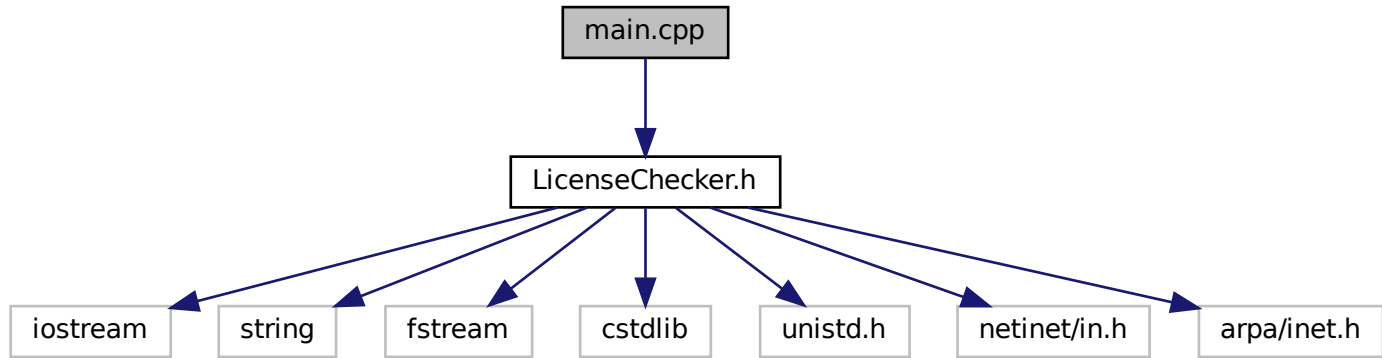 main.cpp
LicenseChecker.h
iostream
string
fstream
cstdlib
unistd.h
netinet/in.h
arpa/inet.h